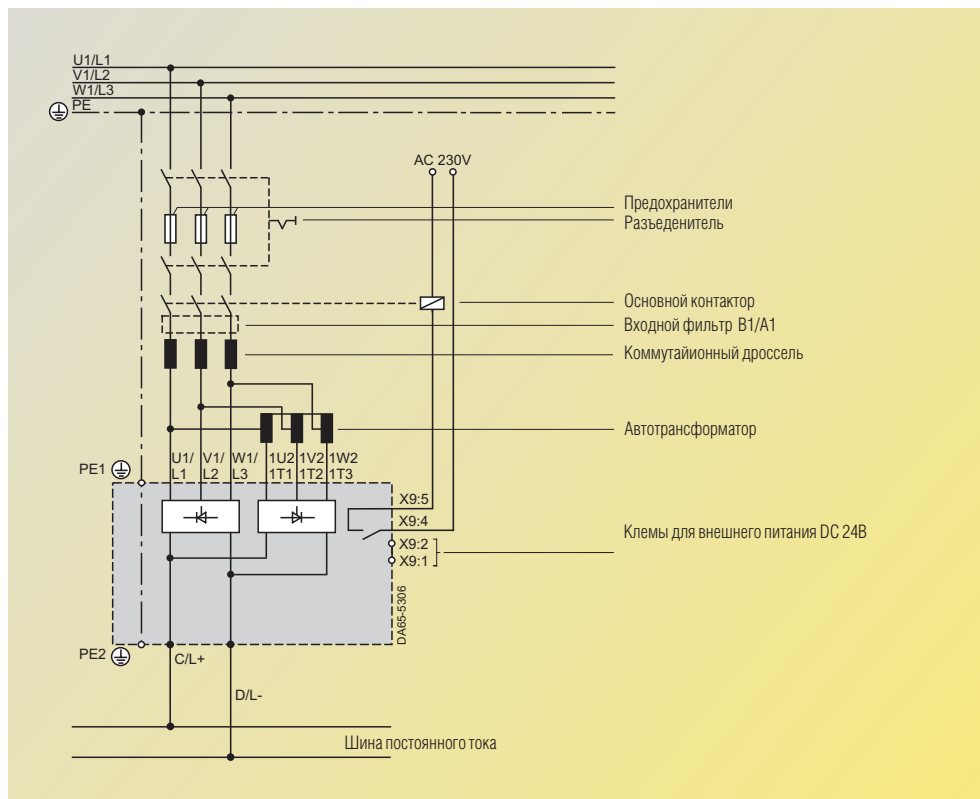 U1/L1
V1/L2
W1/L3
PE
AC 230V
Предохранители
Разъеденитель
Основной контактор
Входной фильтр B1/A1
Коммутайионный дроссель
Автотрансформатор
U1/ V1/ W1/ 1U2 1V2 1W2
L1 L2 L3 1T1 1T2 1T3
PE1
X9:5
X9:4
X9:2
X9:1
Клемы для внешнего питания DC 24В
DA65-5306
PE2
C/L+
D/L-
Шина постоянного тока